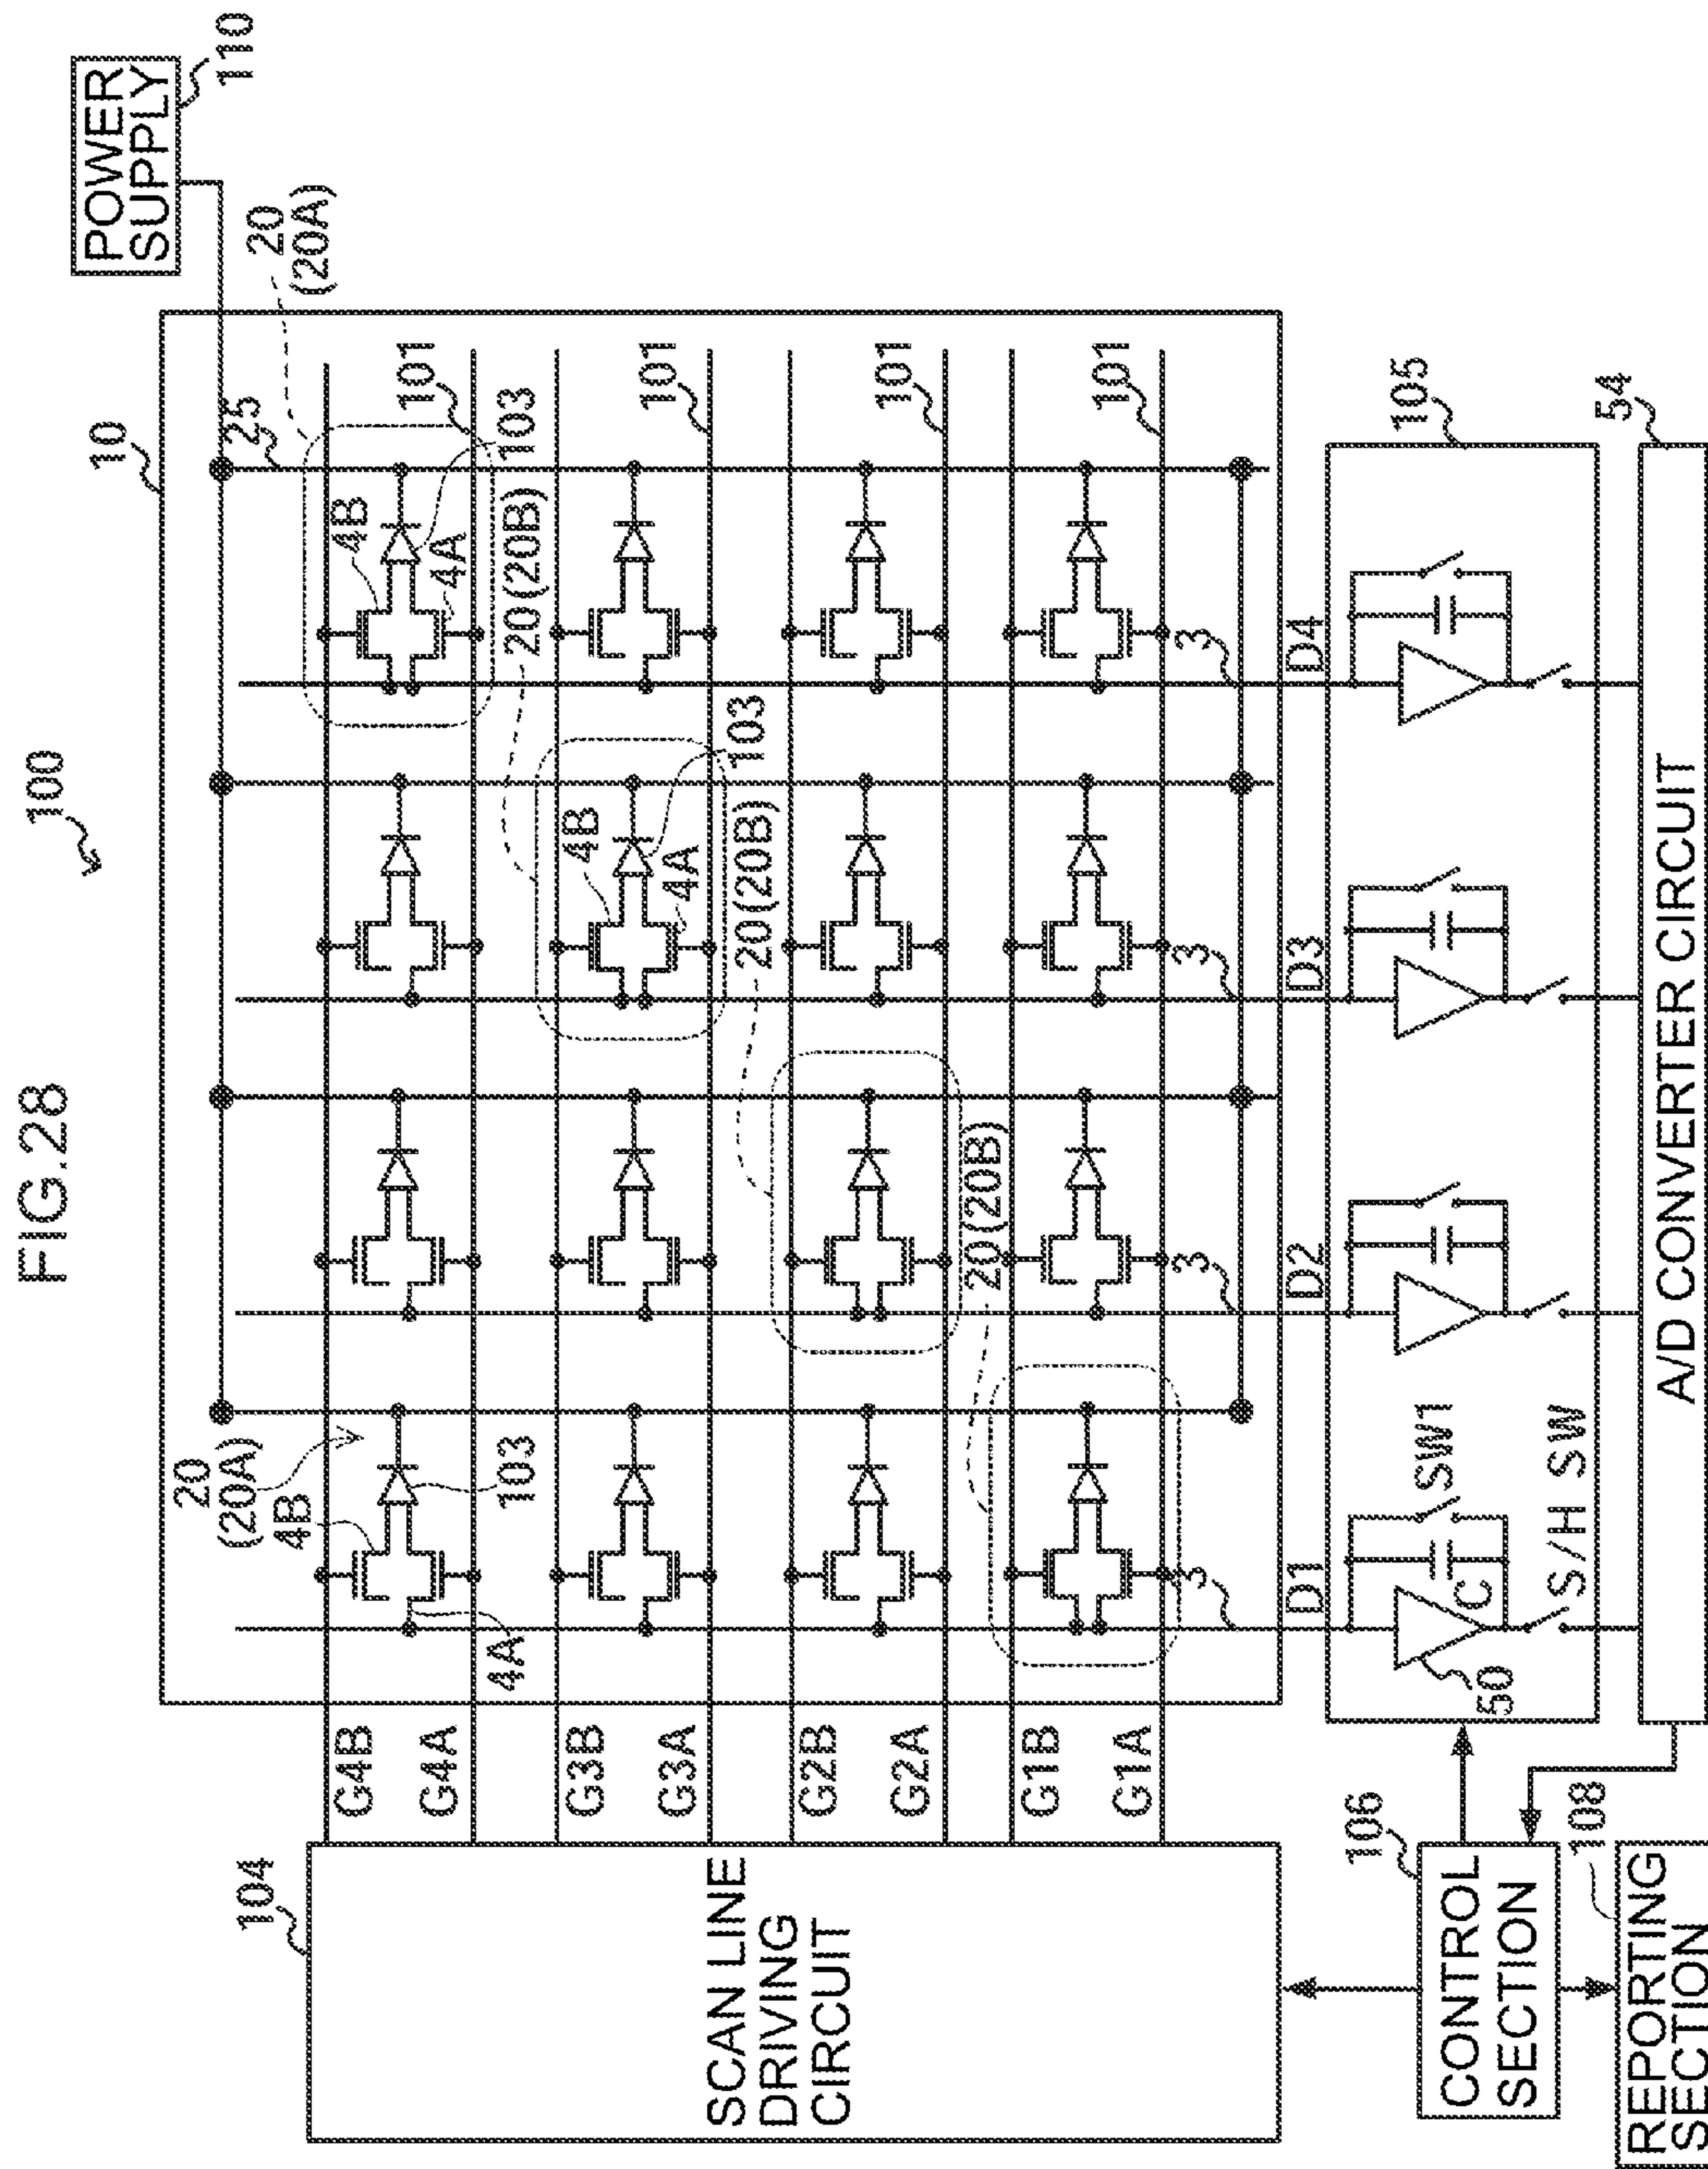 FIG.28
100
POWER
SUPPLY
110
10
25
20
(20A)
20
(20A)
4B
103
4A
4B
4A
101
103
20(20B)
4B
4A
101
103
20(20B)
101
20(20B)
101
3
3
3
3
104
SCAN LINE
DRIVING
CIRCUIT
G4B
G4A
G3B
G3A
G2B
G2A
G1B
G1A
D1
D2
D3
D4
105
SW1
C
50
S/H SW
54
A/D CONVERTER CIRCUIT
106
CONTROL
SECTION
108
REPORTING
SECTION